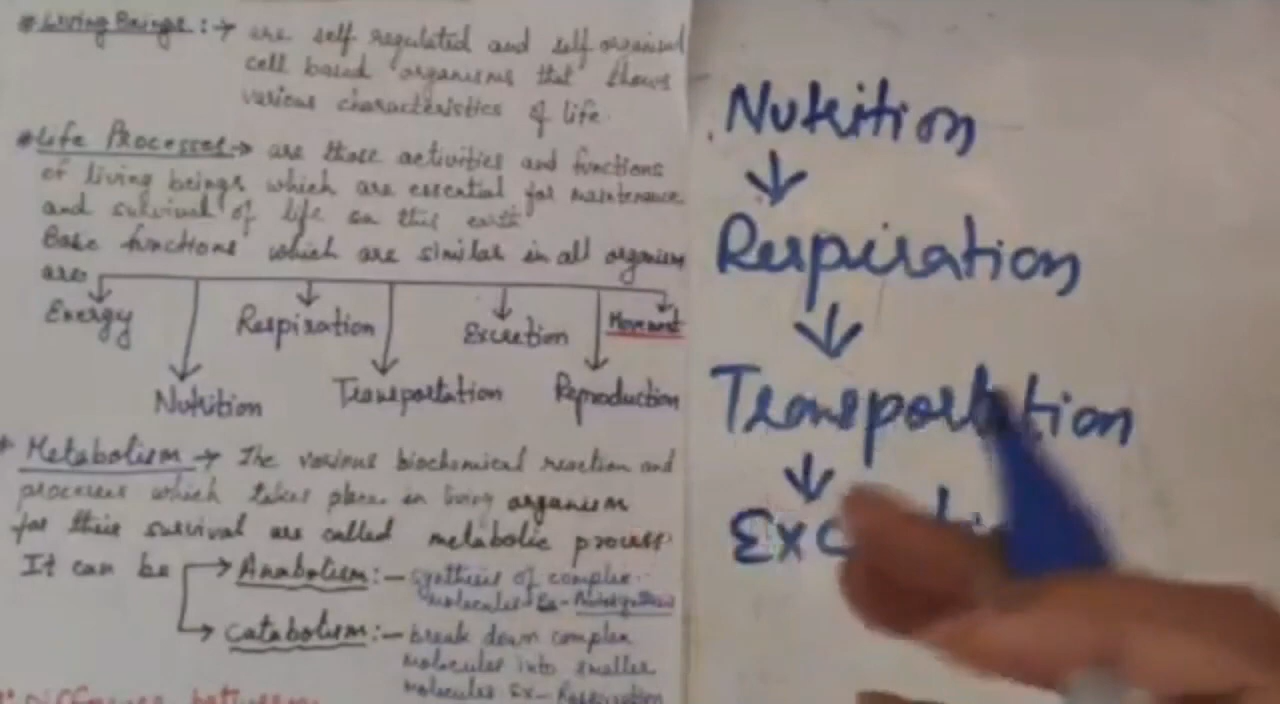 * Living Beings :→ are self regulated and self organised
cell based organisms that shows
various characteristics of life.
* Life Processes → are those activities and functions
of living beings which are essential for maintenance
and survival of life on this earth
Base functions which are similar in all organism
are
Energy
Respiration
Excretion
Movement
Nutrition
Transportation
Reproduction
* Metabolism → The various biochemical reaction and
processes which takes place in living organism
for their survival are called metabolic process
It can be → Anabolism :- synthesis of complex
molecules Ex-
→ Catabolism :- break down complex
molecules into smaller
molecules Ex- Respiration
Difference between
Nutrition
↓
Respiration
↓
Transportation
↓